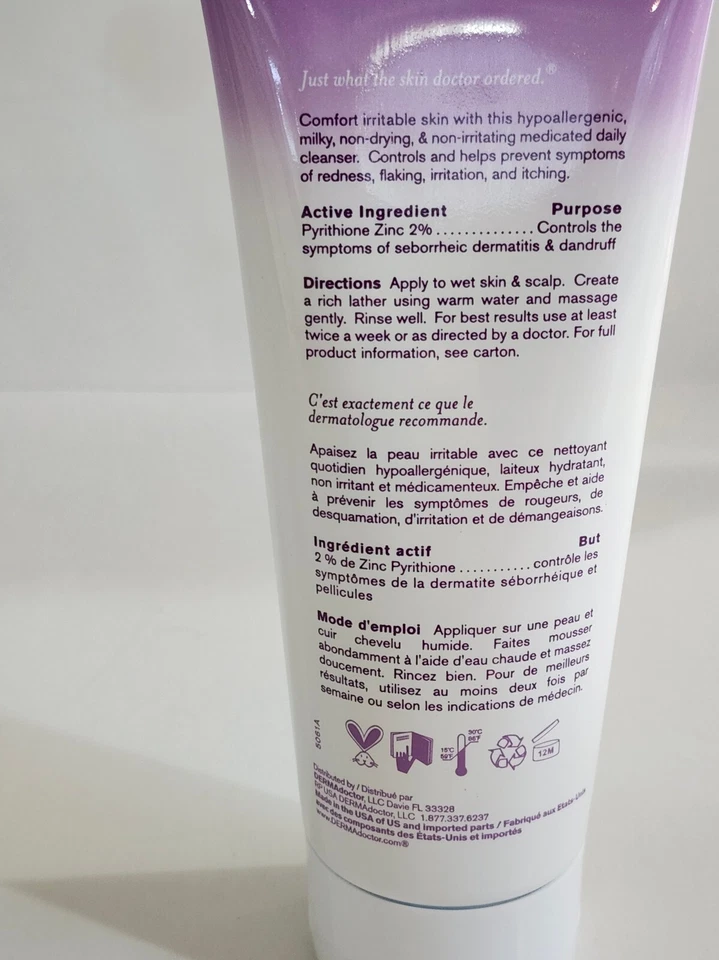 Just what the skin doctor ordered.®
Comfort irritable skin with this hypoallergenic,
milky, non-drying, & non-irritating medicated daily
cleanser. Controls and helps prevent symptoms
of redness, flaking, irritation, and itching.
Active Ingredient Purpose
Pyrithione Zinc 2% .............. Controls the
symptoms of seborrheic dermatitis & dandruff
Directions Apply to wet skin & scalp. Create
a rich lather using warm water and massage
gently. Rinse well. For best results use at least
twice a week or as directed by a doctor. For full
product information, see carton.
C'est exactement ce que le
dermatologue recommande.
Apaisez la peau irritable avec ce nettoyant
quotidien hypoallergénique, laiteux hydratant,
non irritant et médicamenteux. Empêche et aide
à prévenir les symptômes de rougeurs, de
desquamation, d'irritation et de démangeaisons.
Ingrédient actif But
2 % de Zinc Pyrithione ........... contrôle les
symptômes de la dermatite séborrhéique et
pellicules
Mode d'emploi Appliquer sur une peau et
cuir chevelu humide. Faites mousser
abondamment à l'aide d'eau chaude et massez
doucement. Rincez bien. Pour de meilleurs
résultats, utilisez au moins deux fois par
semaine ou selon les indications de médecin.
5061A
15°C
59°F
30°C
86°F
12M
Distributed by / Distribué par
DERMAdoctor, LLC Davie FL 33328
RP USA DERMAdoctor, LLC 1.877.337.6237
Made in the USA of US and imported parts / Fabriqué aux Etats-Unis
avec des composants des États-Unis et importés
www.DERMAdoctor.com®